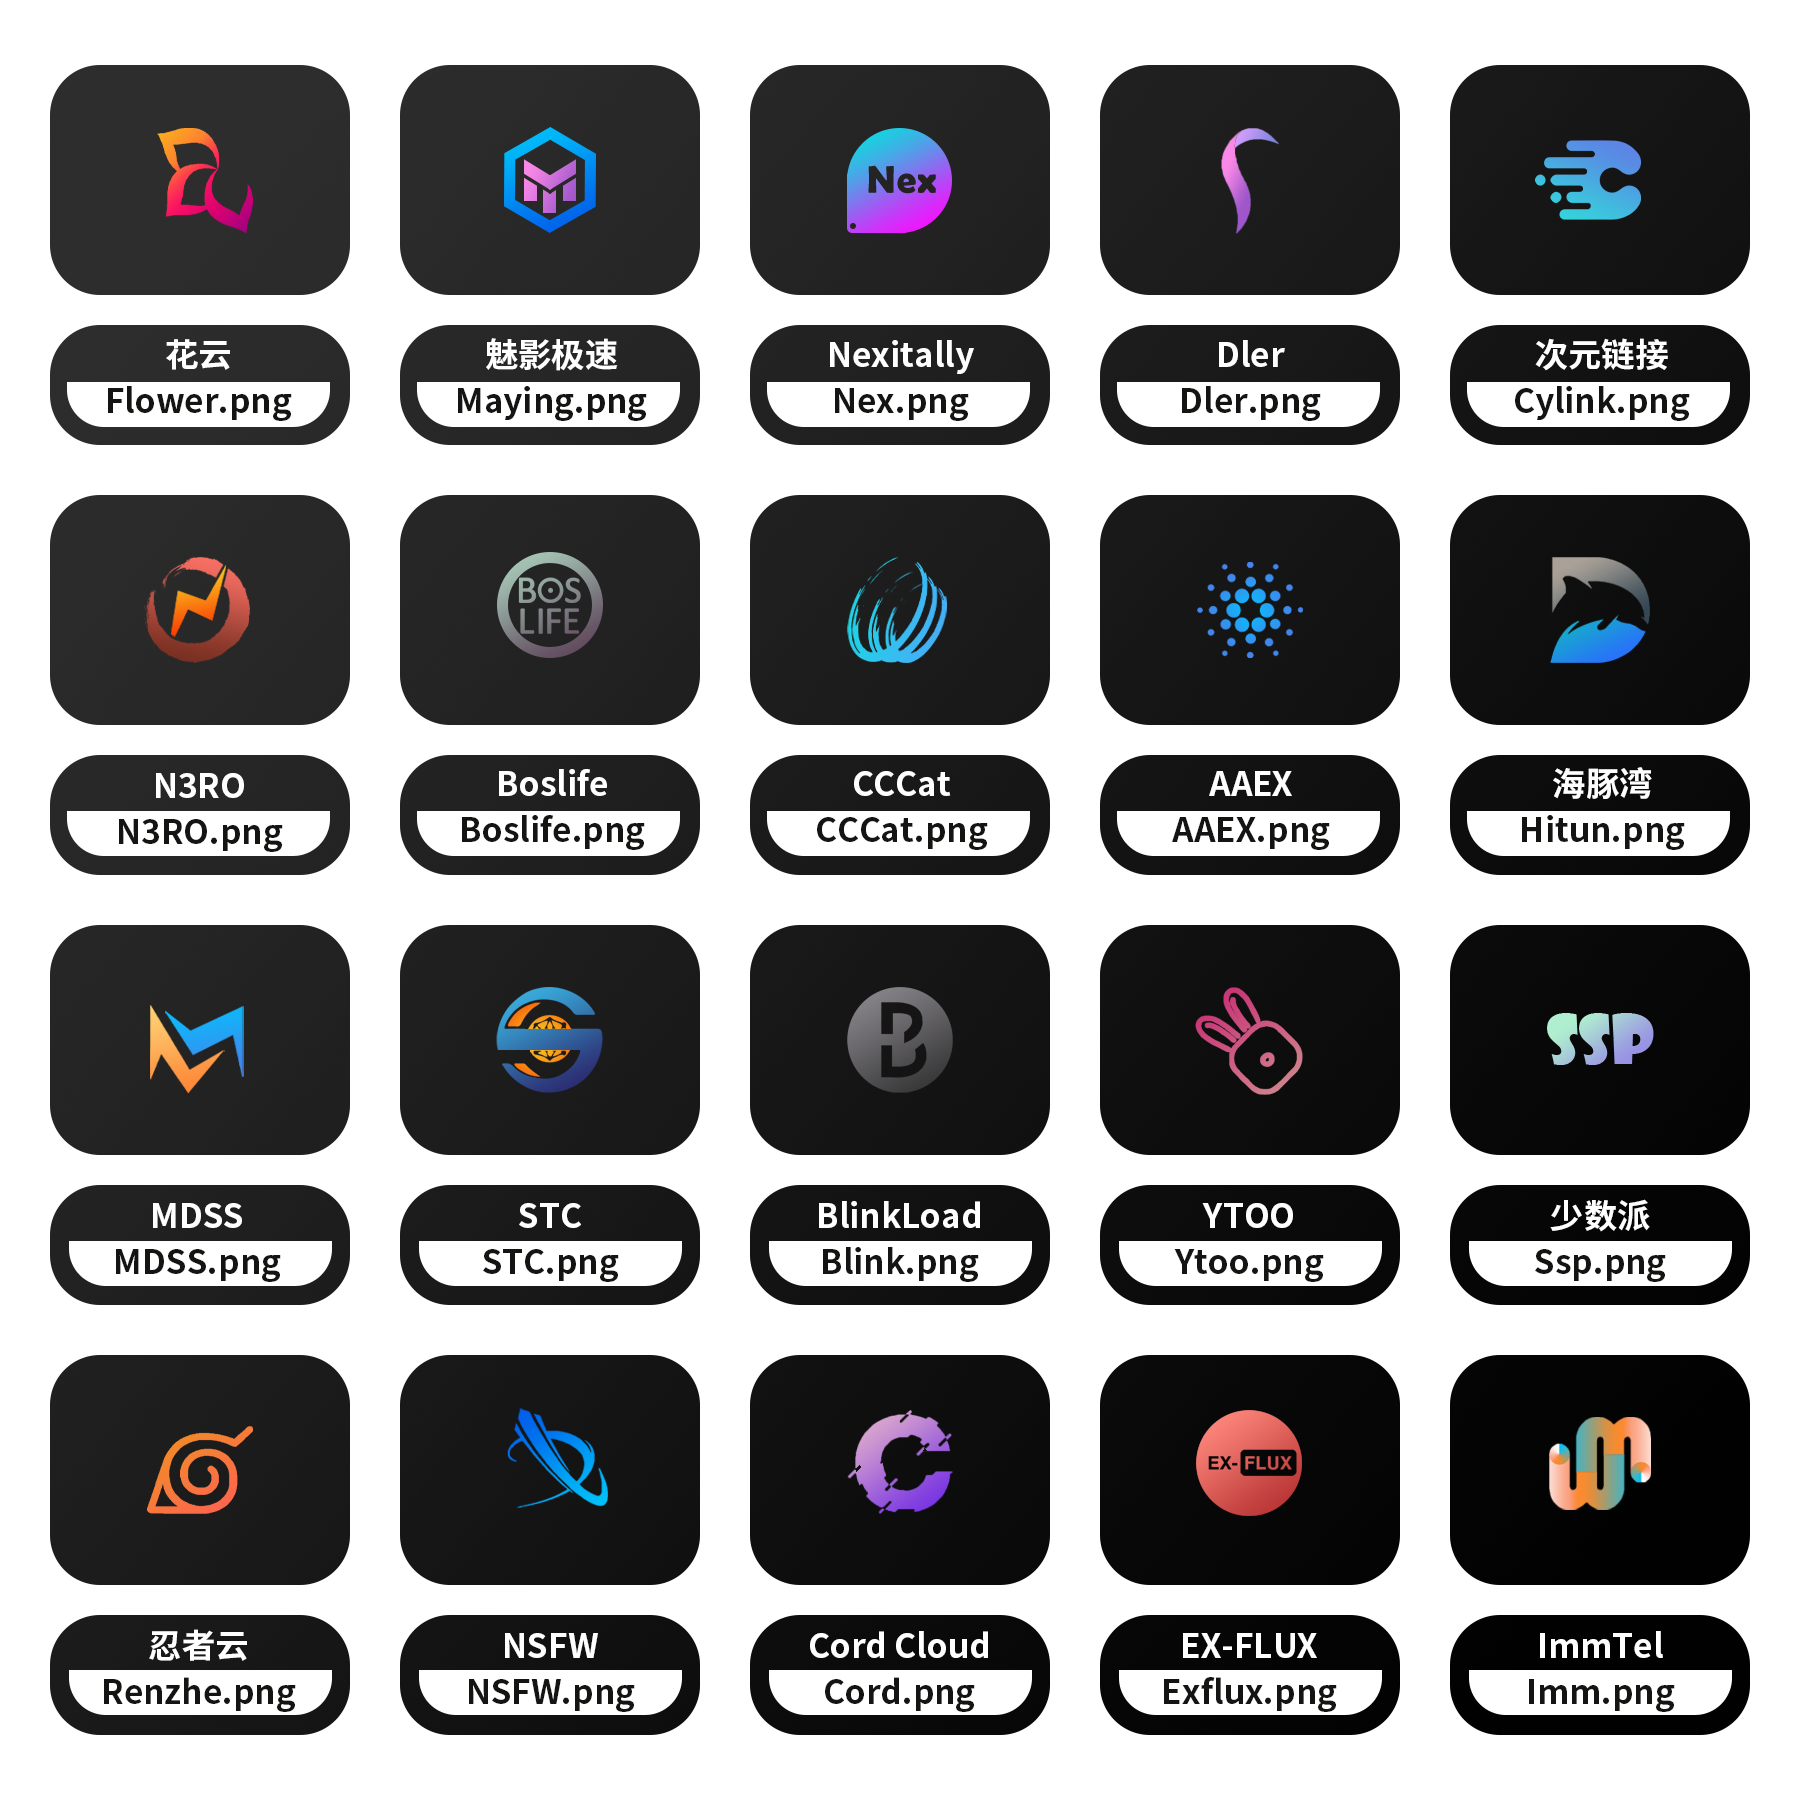 Nex
花云
Flower.png
魅影极速
Maying.png
Nexitally
Nex.png
Dler
Dler.png
次元链接
Cylink.png
BOS
LIFE
N3RO
N3RO.png
Boslife
Boslife.png
CCCat
CCCat.png
AAEX
AAEX.png
海豚湾
Hitun.png
SSP
MDSS
MDSS.png
STC
STC.png
BlinkLoad
Blink.png
YTOO
Ytoo.png
少数派
Ssp.png
EX-FLUX
忍者云
Renzhe.png
NSFW
NSFW.png
Cord Cloud
Cord.png
EX-FLUX
Exflux.png
ImmTel
Imm.png